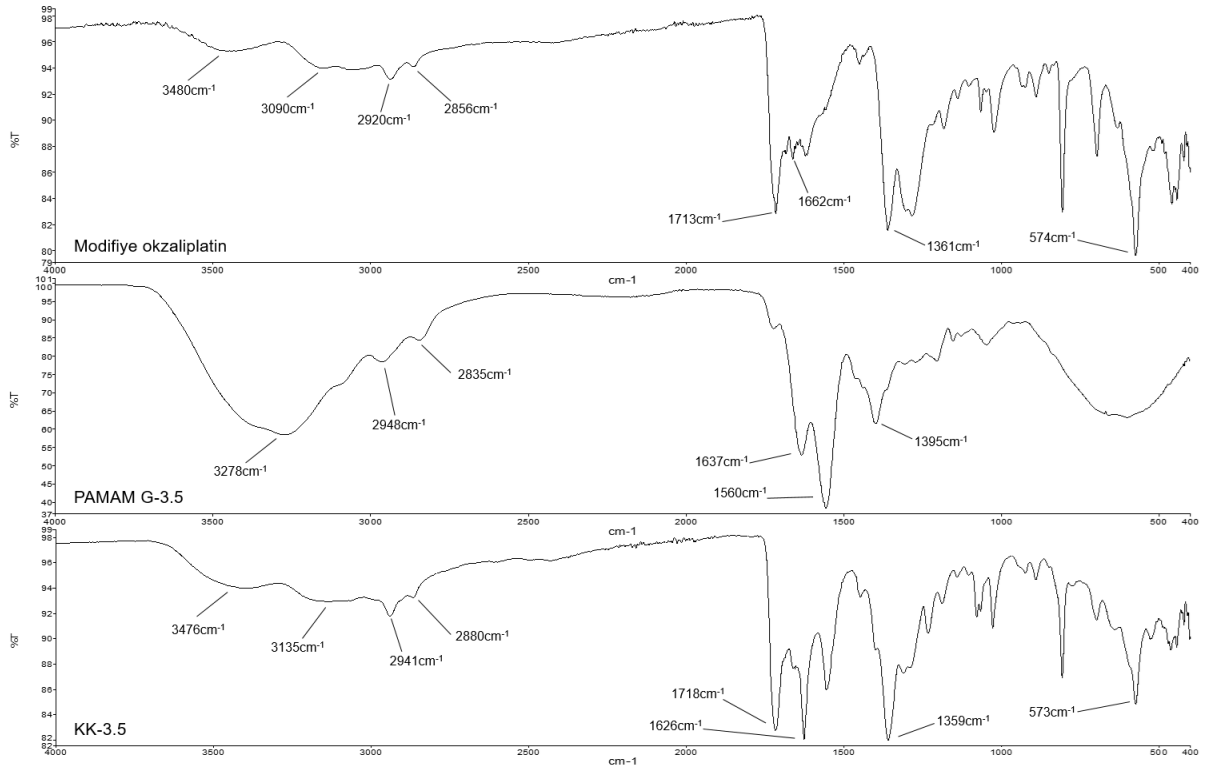 99
98
96
94
92
90
88
86
84
82
80
79
%T
3480cm-1
3090cm-1
2920cm-1
2856cm-1
1713cm-1
1662cm-1
1361cm-1
574cm-1
Modifiye okzaliplatin
4000 3500 3000 2500 2000 1500 1000 500 400
cm-1
101
100
95
90
85
80
75
70
65
60
55
50
45
40
37
%T
3278cm-1
2948cm-1
2835cm-1
1637cm-1
1560cm-1
1395cm-1
PAMAM G-3.5
4000 3500 3000 2500 2000 1500 1000 500 400
cm-1
99
98
96
94
92
90
88
86
84
82
%T
3476cm-1
3135cm-1
2941cm-1
2880cm-1
1718cm-1
1626cm-1
1359cm-1
573cm-1
KK-3.5
4000 3500 3000 2500 2000 1500 1000 500 400
cm-1